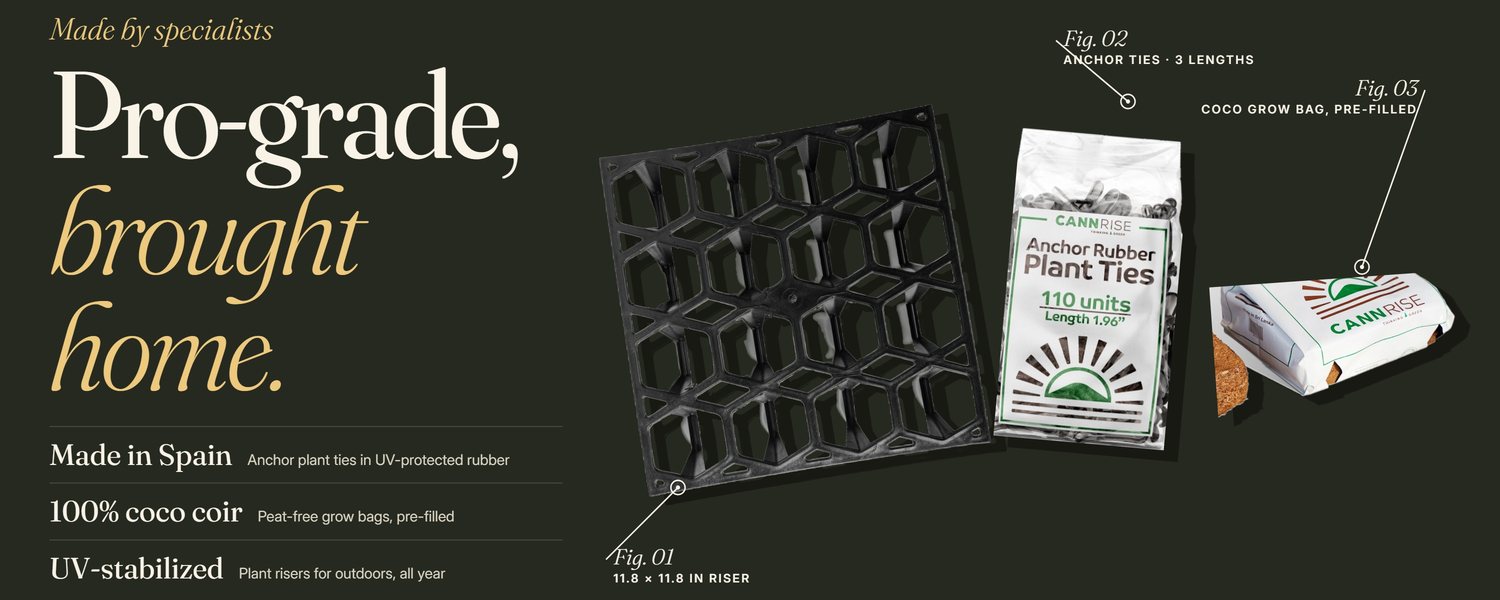 Made by specialists
Pro-grade,
brought
home.
Made in Spain Anchor plant ties in UV-protected rubber
100% coco coir Peat-free grow bags, pre-filled
UV-stabilized Plant risers for outdoors, all year
Fig. 01
11.8 × 11.8 IN RISER
Fig. 02
ANCHOR TIES · 3 LENGTHS
CANNRISE
THINKING & GREEN
Anchor Rubber
Plant Ties
110 units
Length 1.96”
Fig. 03
COCO GROW BAG, PRE-FILLED
CANNRISE